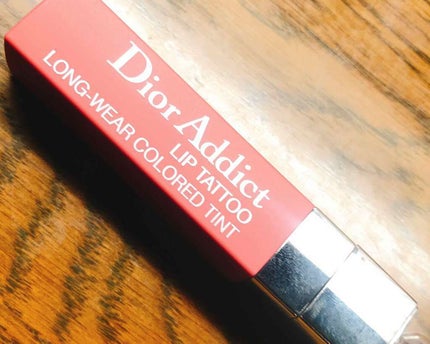 Dior Addict
LIP TATTOO
LONG-WEAR COLORED TINT